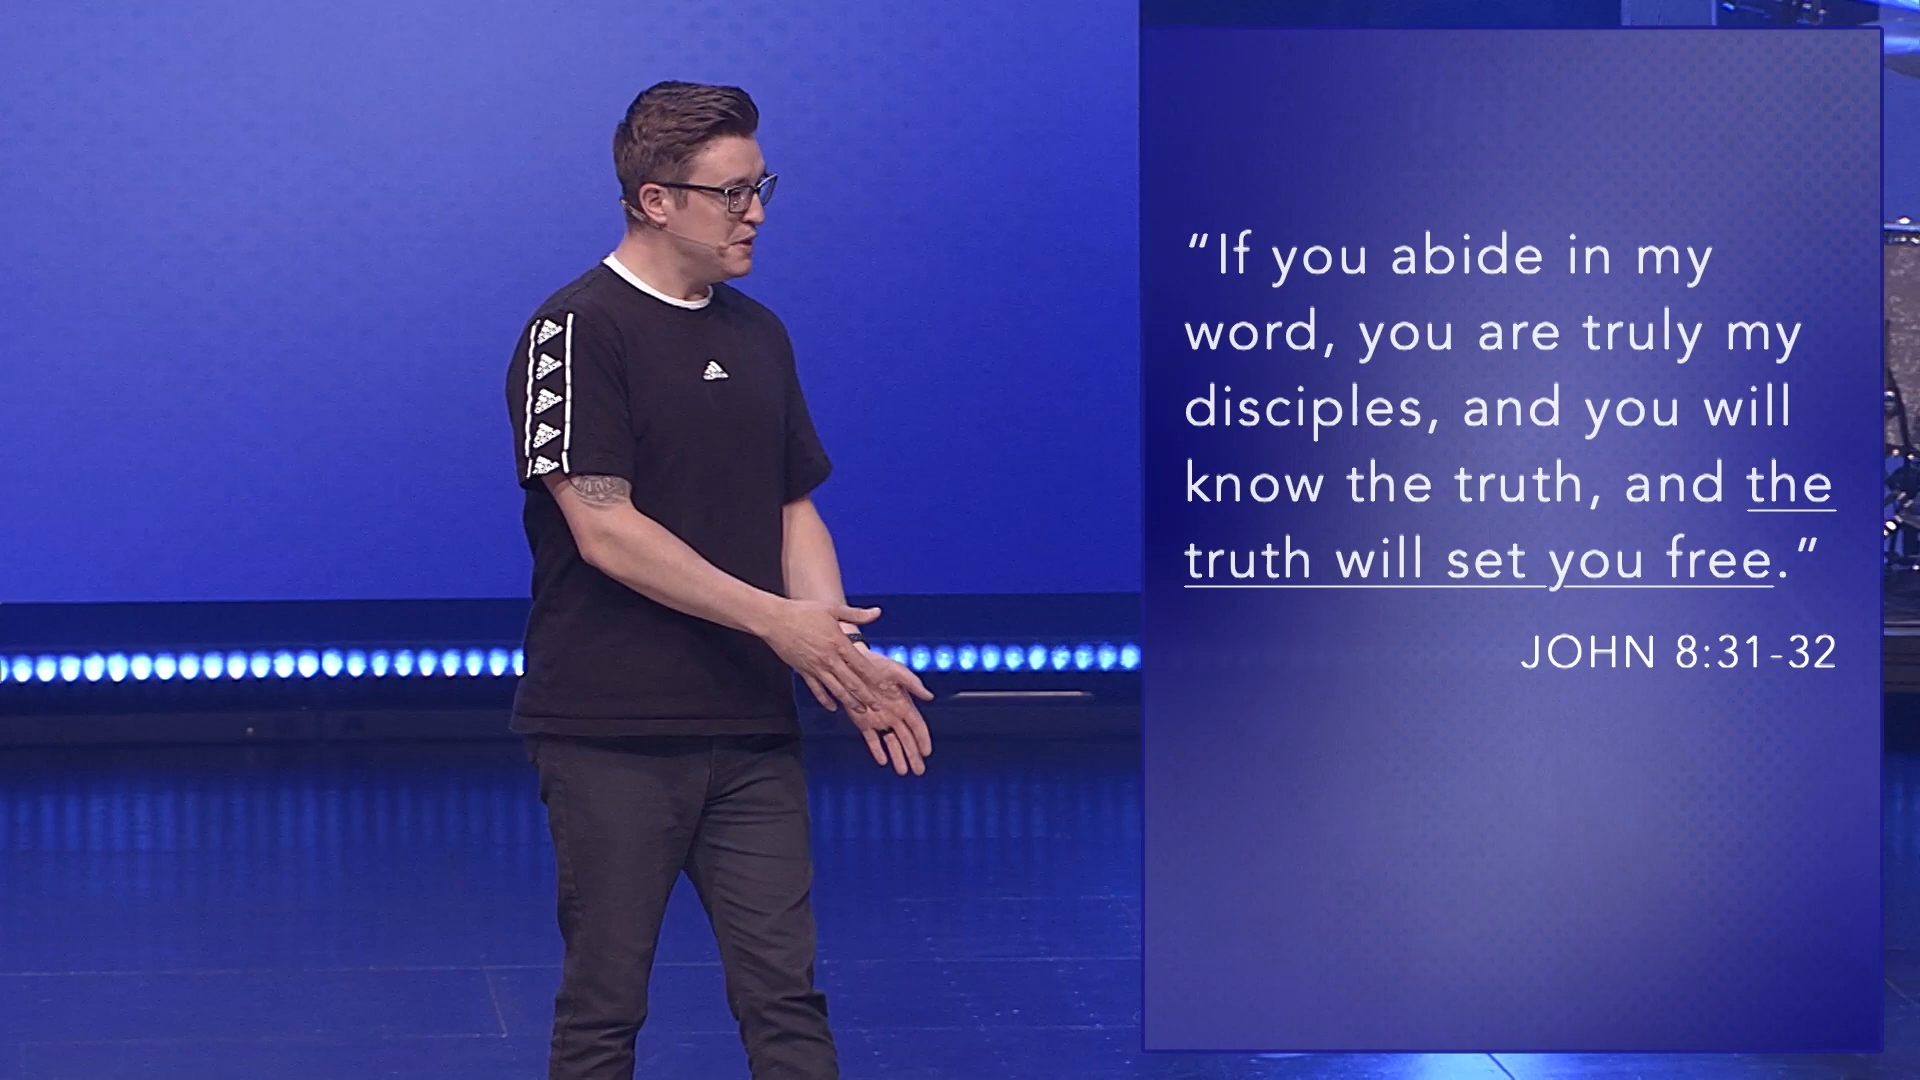 “If you abide in my
word, you are truly my
disciples, and you will
know the truth, and the
truth will set you free.”
JOHN 8:31-32